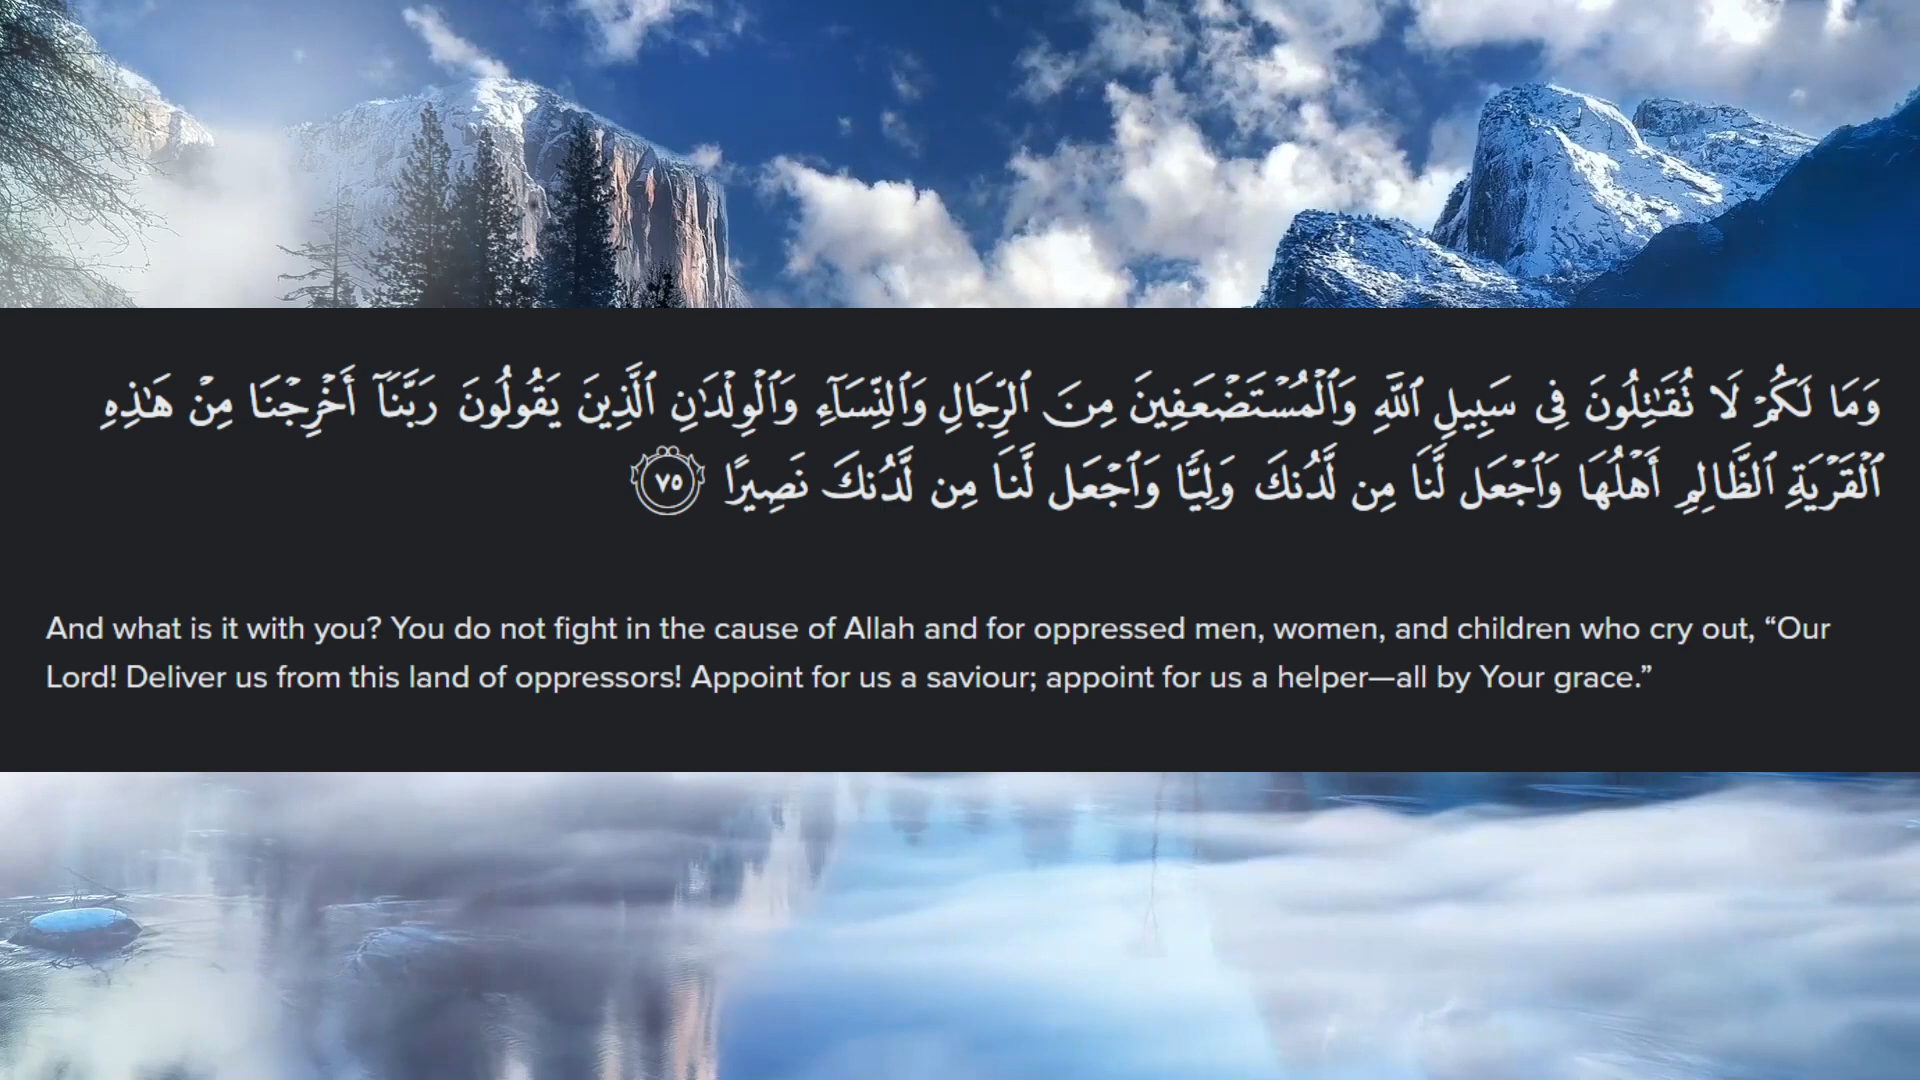 وَمَا لَكُمْ لَا تُقَـٰتِلُونَ فِى سَبِيلِ ٱللَّهِ وَٱلْمُسْتَضْعَفِينَ مِنَ ٱلرِّجَالِ وَٱلنِّسَآءِ وَٱلْوِلْدَٰنِ ٱلَّذِينَ يَقُولُونَ رَبَّنَآ أَخْرِجْنَا مِنْ هَـٰذِهِ
ٱلْقَرْيَةِ ٱلظَّالِمِ أَهْلُهَا وَٱجْعَل لَّنَا مِن لَّدُنكَ وَلِيًّا وَٱجْعَل لَّنَا مِن لَّدُنكَ نَصِيرًا ٧٥
And what is it with you? You do not fight in the cause of Allah and for oppressed men, women, and children who cry out, “Our
Lord! Deliver us from this land of oppressors! Appoint for us a saviour; appoint for us a helper—all by Your grace.”